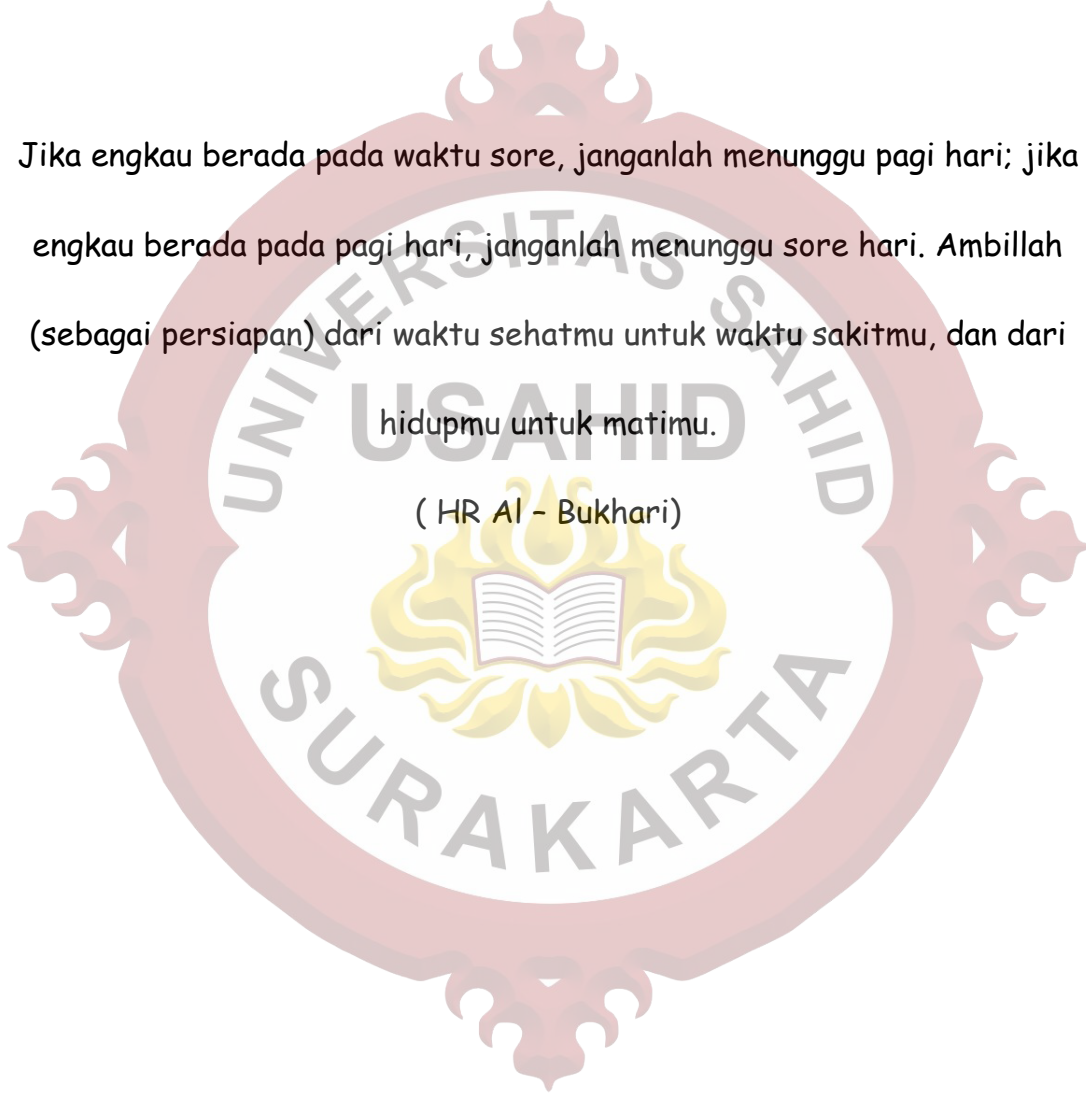 Jika engkau berada pada waktu sore, janganlah menunggu pagi hari; jika
engkau berada pada pagi hari, janganlah menunggu sore hari. Ambillah
(sebagai persiapan) dari waktu sehatmu untuk waktu sakitmu, dan dari
hidupmu untuk matimu.
( HR Al – Bukhari)
UNIVERSITAS SAHID
USAHID
SURAKARTA